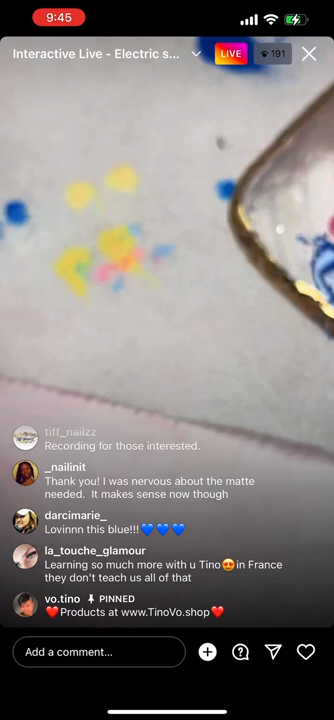 9:45
Interactive Live - Electric s...
LIVE
191
tiff_nailzz
Recording for those interested.
_nailinit
Thank you! I was nervous about the matte
needed. It makes sense now though
darcimarie_
Lovinnn this blue!!!💙💙💙
la_touche_glamour
Learning so much more with u Tino😍in France
they don't teach us all of that
vo.tino PINNED
❤️Products at www.TinoVo.shop❤️
Add a comment...